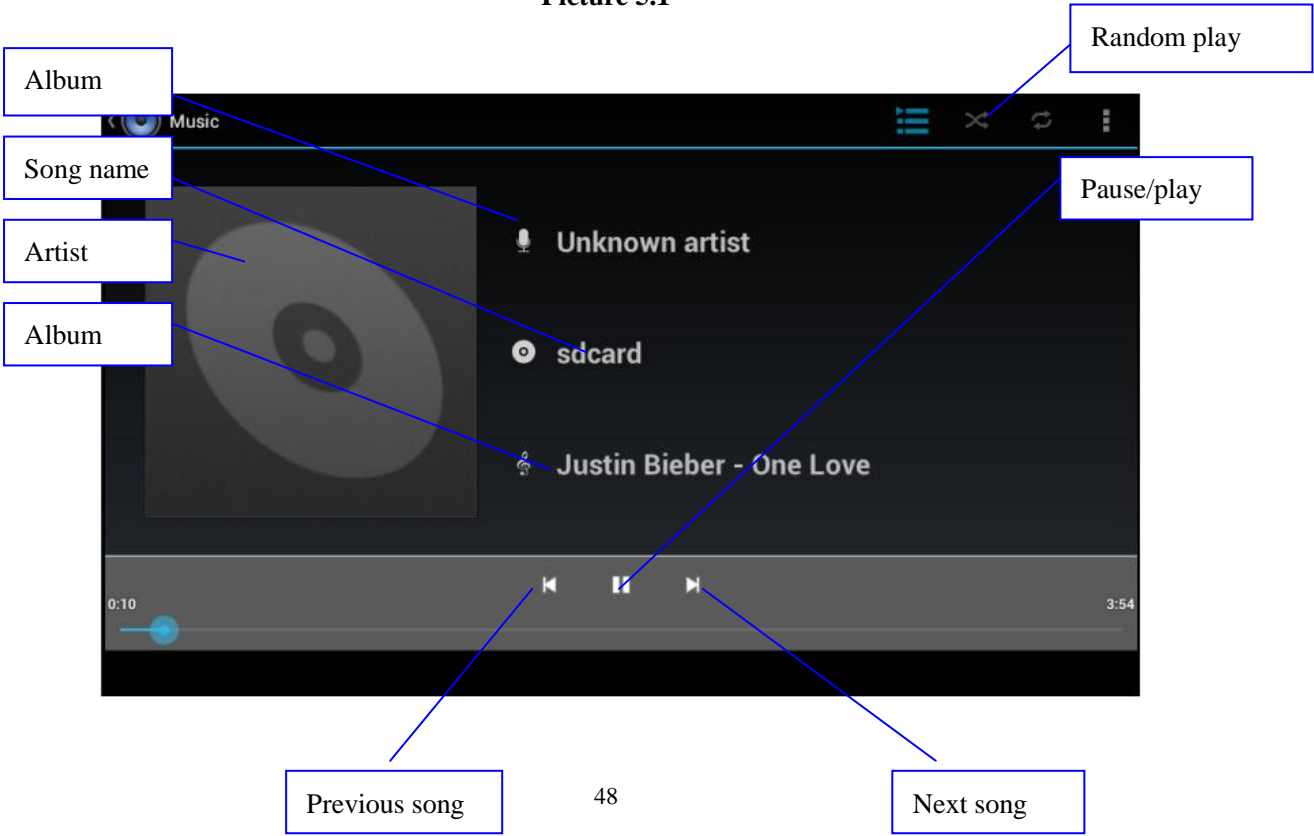 Picture 5.1
Random play
Album
Music
Song name
Pause/play
Artist
Unknown artist
Album
sdcard
Justin Bieber - One Love
0:10
3:54
Previous song
48
Next song